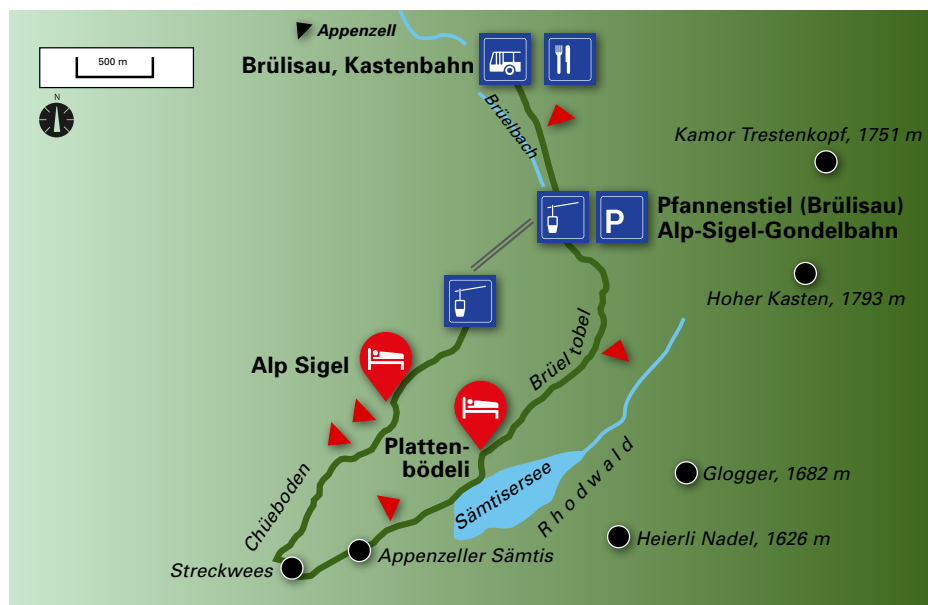 Appenzell
500 m
Brülisau, Kastenbahn
N
Brüelbach
Kamor Trestenkopf, 1751 m
P
Pfannenstiel (Brülisau)
Alp-Sigel-Gondelbahn
Hoher Kasten, 1793 m
Brüeltobel
Alp Sigel
Platten-
bödeli
Chüeboden
Sämtisersee
Rhodwald
Glogger, 1682 m
Heierli Nadel, 1626 m
Appenzeller Sämtis
Streckwees